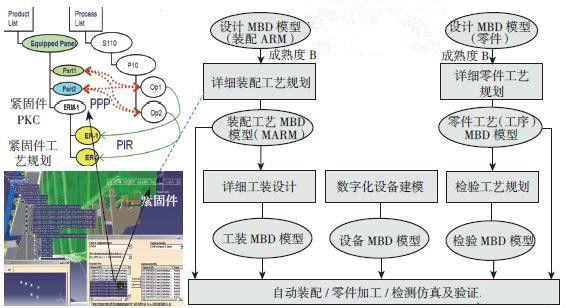 Product
List
Process
List
Equipped Panel
S110
Part1
P10
Part2
Op1
ERM-1
PPP
Op2
紧固件
PKC
紧固件工
艺规划
ER-1
PIR
紧固件
设计 MBD 模型
(装配 ARM)
成熟度 B
详细装配工艺
规划
装配工艺 MBD
模型(MARM)
详细工装设计
工装 MBD 模型
数字化设备建模
设备 MBD 模型
设计 MBD 模型
(零件)
成熟度 B
详细零件工艺
规划
零件工艺(工序)
MBD 模型
检验工艺规划
检验 MBD 模型
自动装配 / 零件加工 / 检测仿真及验证